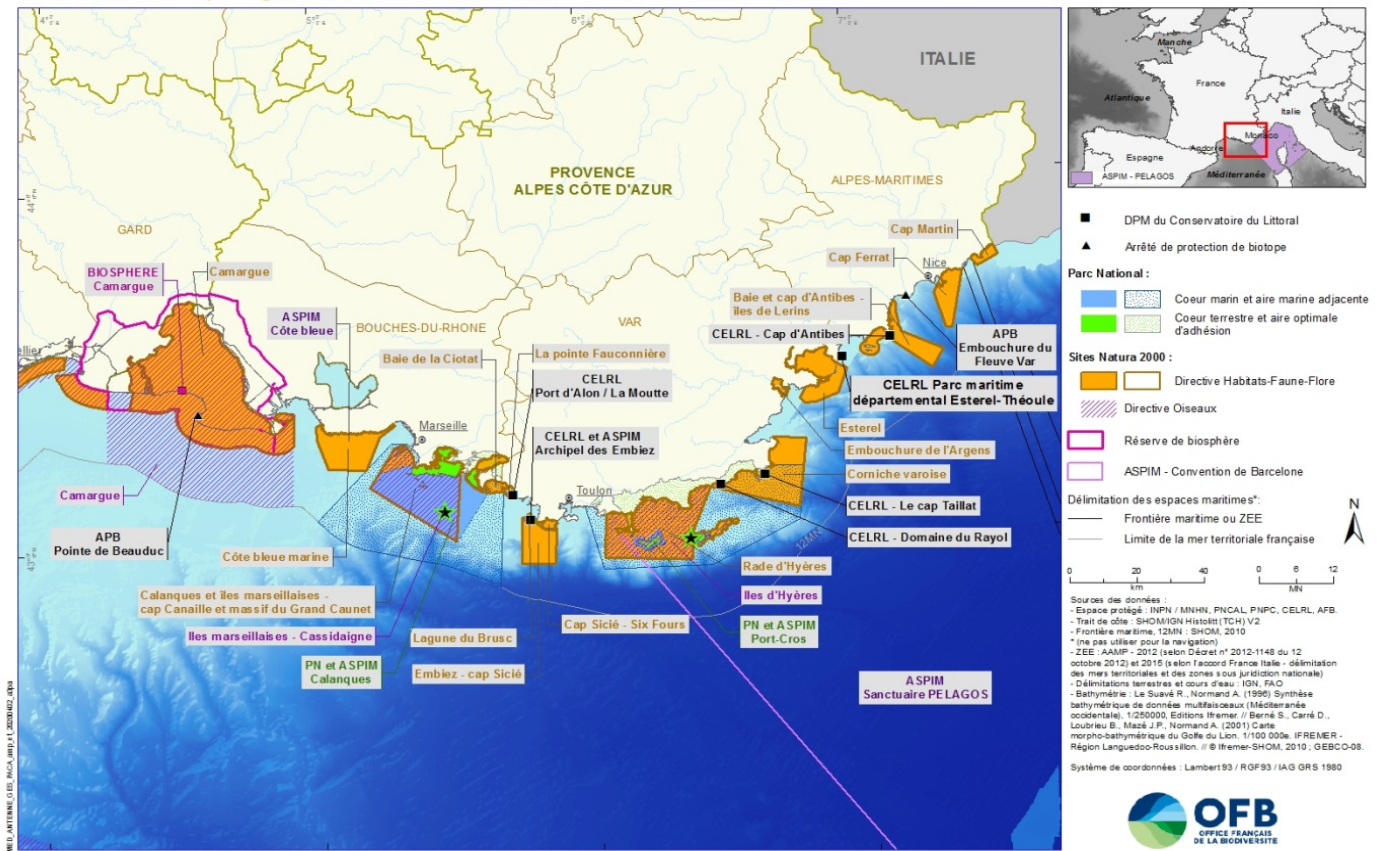 4°
5°
6°
7°
44°
43°
ITALIE
PROVENCE
ALPES CÔTE D'AZUR
ALPES-MARITIMES
GARD
BOUCHES-DU-RHONE
VAR
BIOSPHERE
Camargue
Camargue
ASPIM
Côte bleue
Baie de la Ciotat
La pointe Fauconnière
CELRL
Port d'Alon / La Moutte
CELRL et ASPIM
Archipel des Embiez
Marseille
Toulon
Nice
Cap Martin
Cap Ferrat
Baie et cap d'Antibes -
îles de Lerins
CELRL - Cap d'Antibes
APB
Embouchure du
Fleuve Var
CELRL Parc maritime
départemental Esterel-Théoule
Esterel
Embouchure de l'Argens
Corniche varoise
CELRL - Le cap Taillat
CELRL - Domaine du Rayol
12MN
Rade d'Hyères
Iles d'Hyères
PN et ASPIM
Port-Cros
Camargue
APB
Pointe de Beauduc
Côte bleue marine
Calanques et îles marseillaises -
cap Canaille et massif du Grand Caunet
Iles marseillaises - Cassidaigne
PN et ASPIM
Calanques
Lagune du Brusc
Embiez - cap Sicié
Cap Sicié - Six Fours
ASPIM
Sanctuaire PELAGOS
Manche
France
Atlantique
Italie
Monaco
Andorre
Espagne
Méditerranée
ASPIM - PELAGOS
DPM du Conservatoire du Littoral
Arrêté de protection de biotope
Parc National :
Coeur marin et aire marine adjacente
Coeur terrestre et aire optimale
d'adhésion
Sites Natura 2000 :
Directive Habitats-Faune-Flore
Directive Oiseaux
Réserve de biosphère
ASPIM - Convention de Barcelone
Délimitation des espaces maritimes*:
Frontière maritime ou ZEE
Limite de la mer territoriale française
N
0 20 40
km
0 6 12
MN
Sources des données :
- Espace protégé : INPN / MNHN, PNCAL, PNPC, CELRL, AFB.
- Trait de côte : SHOM/IGN Histolitt (TCH) V2
- Frontière maritime, 12MN : SHOM, 2010
* (ne pas utiliser pour la navigation)
- ZEE : AAMP - 2012 (selon Décret n° 2012-1148 du 12
octobre 2012) et 2015 (selon l'accord France Italie - délimitation
des mers territoriales et des zones sous juridiction nationale)
- Délimitations terrestres et cours d'eau : IGN, FAO
- Bathymétrie : Le Suavé R., Normand A. (1996) Synthèse
bathymétrique de données multifaisceaux (Méditerranée
occidentale), 1/250000, Editions Ifremer. // Berné S., Carré D.,
Loubrieu B., Mazé J.P., Normand A. (2001) Carte
morpho-bathymétrique du Golfe du Lion. 1/100 000e. IFREMER -
Région Languedoc-Roussillon. // © Ifremer-SHOM, 2010 ; GEBCO-08.
Système de coordonnées : Lambert 93 / RGF93 / IAG GRS 1980
OFB
OFFICE FRANÇAIS
DE LA BIODIVERSITE